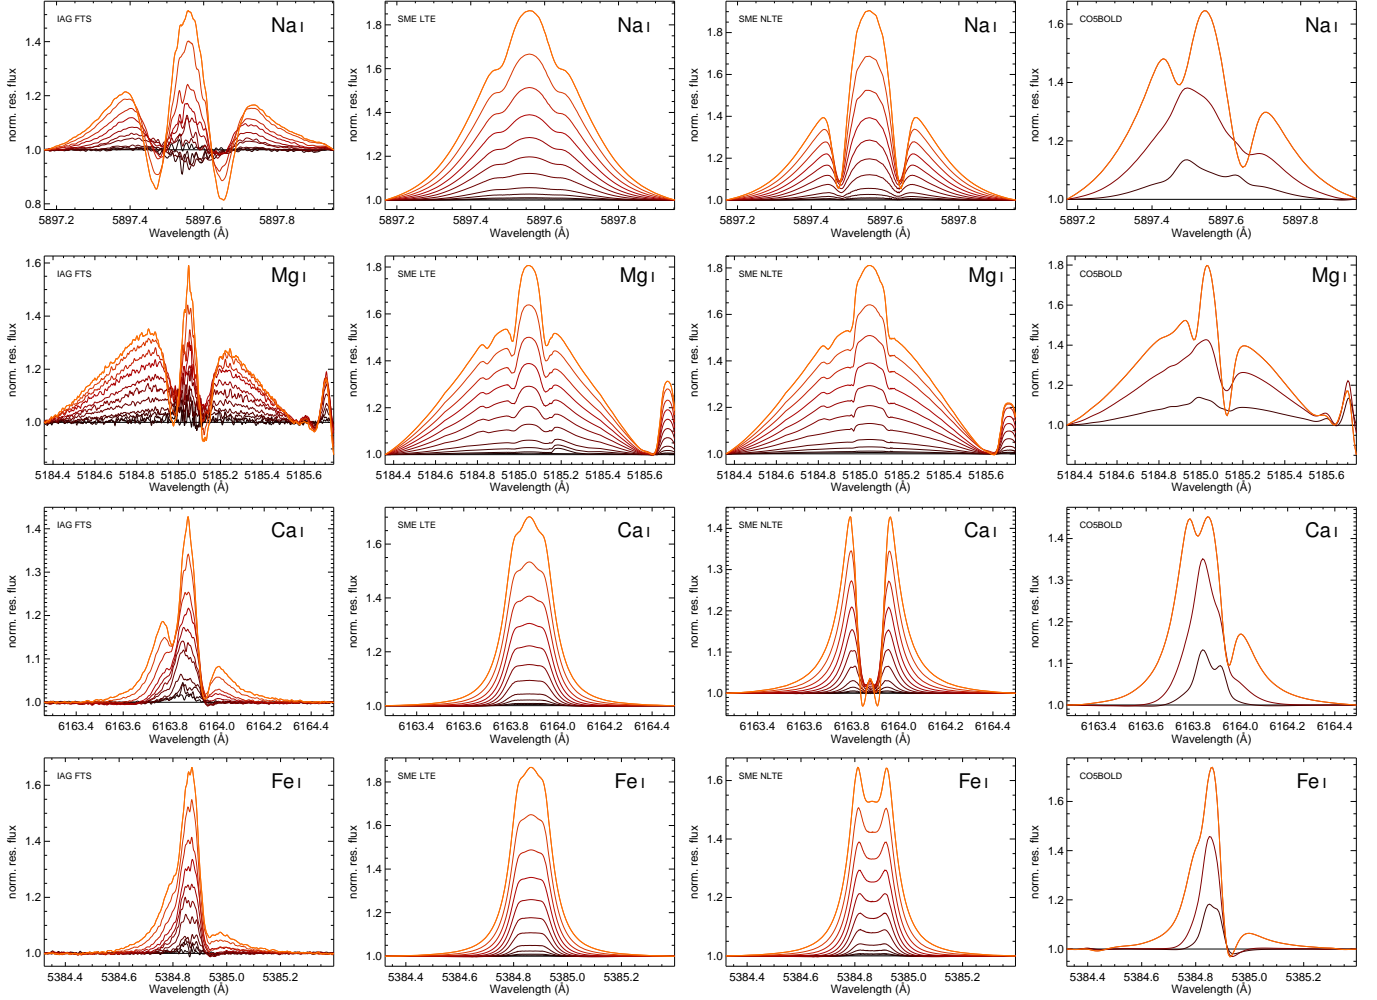 IAG FTS Na I
norm. res. flux
1.4
1.2
1.0
0.8
5897.2 5897.4 5897.6 5897.8
Wavelength (Å)
SME LTE Na I
norm. res. flux
1.8
1.6
1.4
1.2
1.0
5897.2 5897.4 5897.6 5897.8
Wavelength (Å)
SME NLTE Na I
norm. res. flux
1.8
1.6
1.4
1.2
1.0
5897.2 5897.4 5897.6 5897.8
Wavelength (Å)
CO5BOLD Na I
norm. res. flux
1.6
1.4
1.2
1.0
5897.2 5897.4 5897.6 5897.8
Wavelength (Å)
IAG FTS Mg I
norm. res. flux
1.6
1.4
1.2
1.0
5184.4 5184.6 5184.8 5185.0 5185.2 5185.4 5185.6
Wavelength (Å)
SME LTE Mg I
norm. res. flux
1.8
1.6
1.4
1.2
1.0
5184.4 5184.6 5184.8 5185.0 5185.2 5185.4 5185.6
Wavelength (Å)
SME NLTE Mg I
norm. res. flux
1.8
1.6
1.4
1.2
1.0
5184.4 5184.6 5184.8 5185.0 5185.2 5185.4 5185.6
Wavelength (Å)
CO5BOLD Mg I
norm. res. flux
1.8
1.6
1.4
1.2
1.0
5184.4 5184.6 5184.8 5185.0 5185.2 5185.4 5185.6
Wavelength (Å)
IAG FTS Ca I
norm. res. flux
1.4
1.3
1.2
1.1
1.0
6163.4 6163.6 6163.8 6164.0 6164.2 6164.4
Wavelength (Å)
SME LTE Ca I
norm. res. flux
1.6
1.4
1.2
1.0
6163.4 6163.6 6163.8 6164.0 6164.2 6164.4
Wavelength (Å)
SME NLTE Ca I
norm. res. flux
1.4
1.3
1.2
1.1
1.0
6163.4 6163.6 6163.8 6164.0 6164.2 6164.4
Wavelength (Å)
CO5BOLD Ca I
norm. res. flux
1.4
1.3
1.2
1.1
1.0
6163.4 6163.6 6163.8 6164.0 6164.2 6164.4
Wavelength (Å)
IAG FTS Fe I
norm. res. flux
1.6
1.4
1.2
1.0
5384.4 5384.6 5384.8 5385.0 5385.2
Wavelength (Å)
SME LTE Fe I
norm. res. flux
1.8
1.6
1.4
1.2
1.0
5384.4 5384.6 5384.8 5385.0 5385.2
Wavelength (Å)
SME NLTE Fe I
norm. res. flux
1.6
1.4
1.2
1.0
5384.4 5384.6 5384.8 5385.0 5385.2
Wavelength (Å)
CO5BOLD Fe I
norm. res. flux
1.6
1.4
1.2
1.0
5384.4 5384.6 5384.8 5385.0 5385.2
Wavelength (Å)